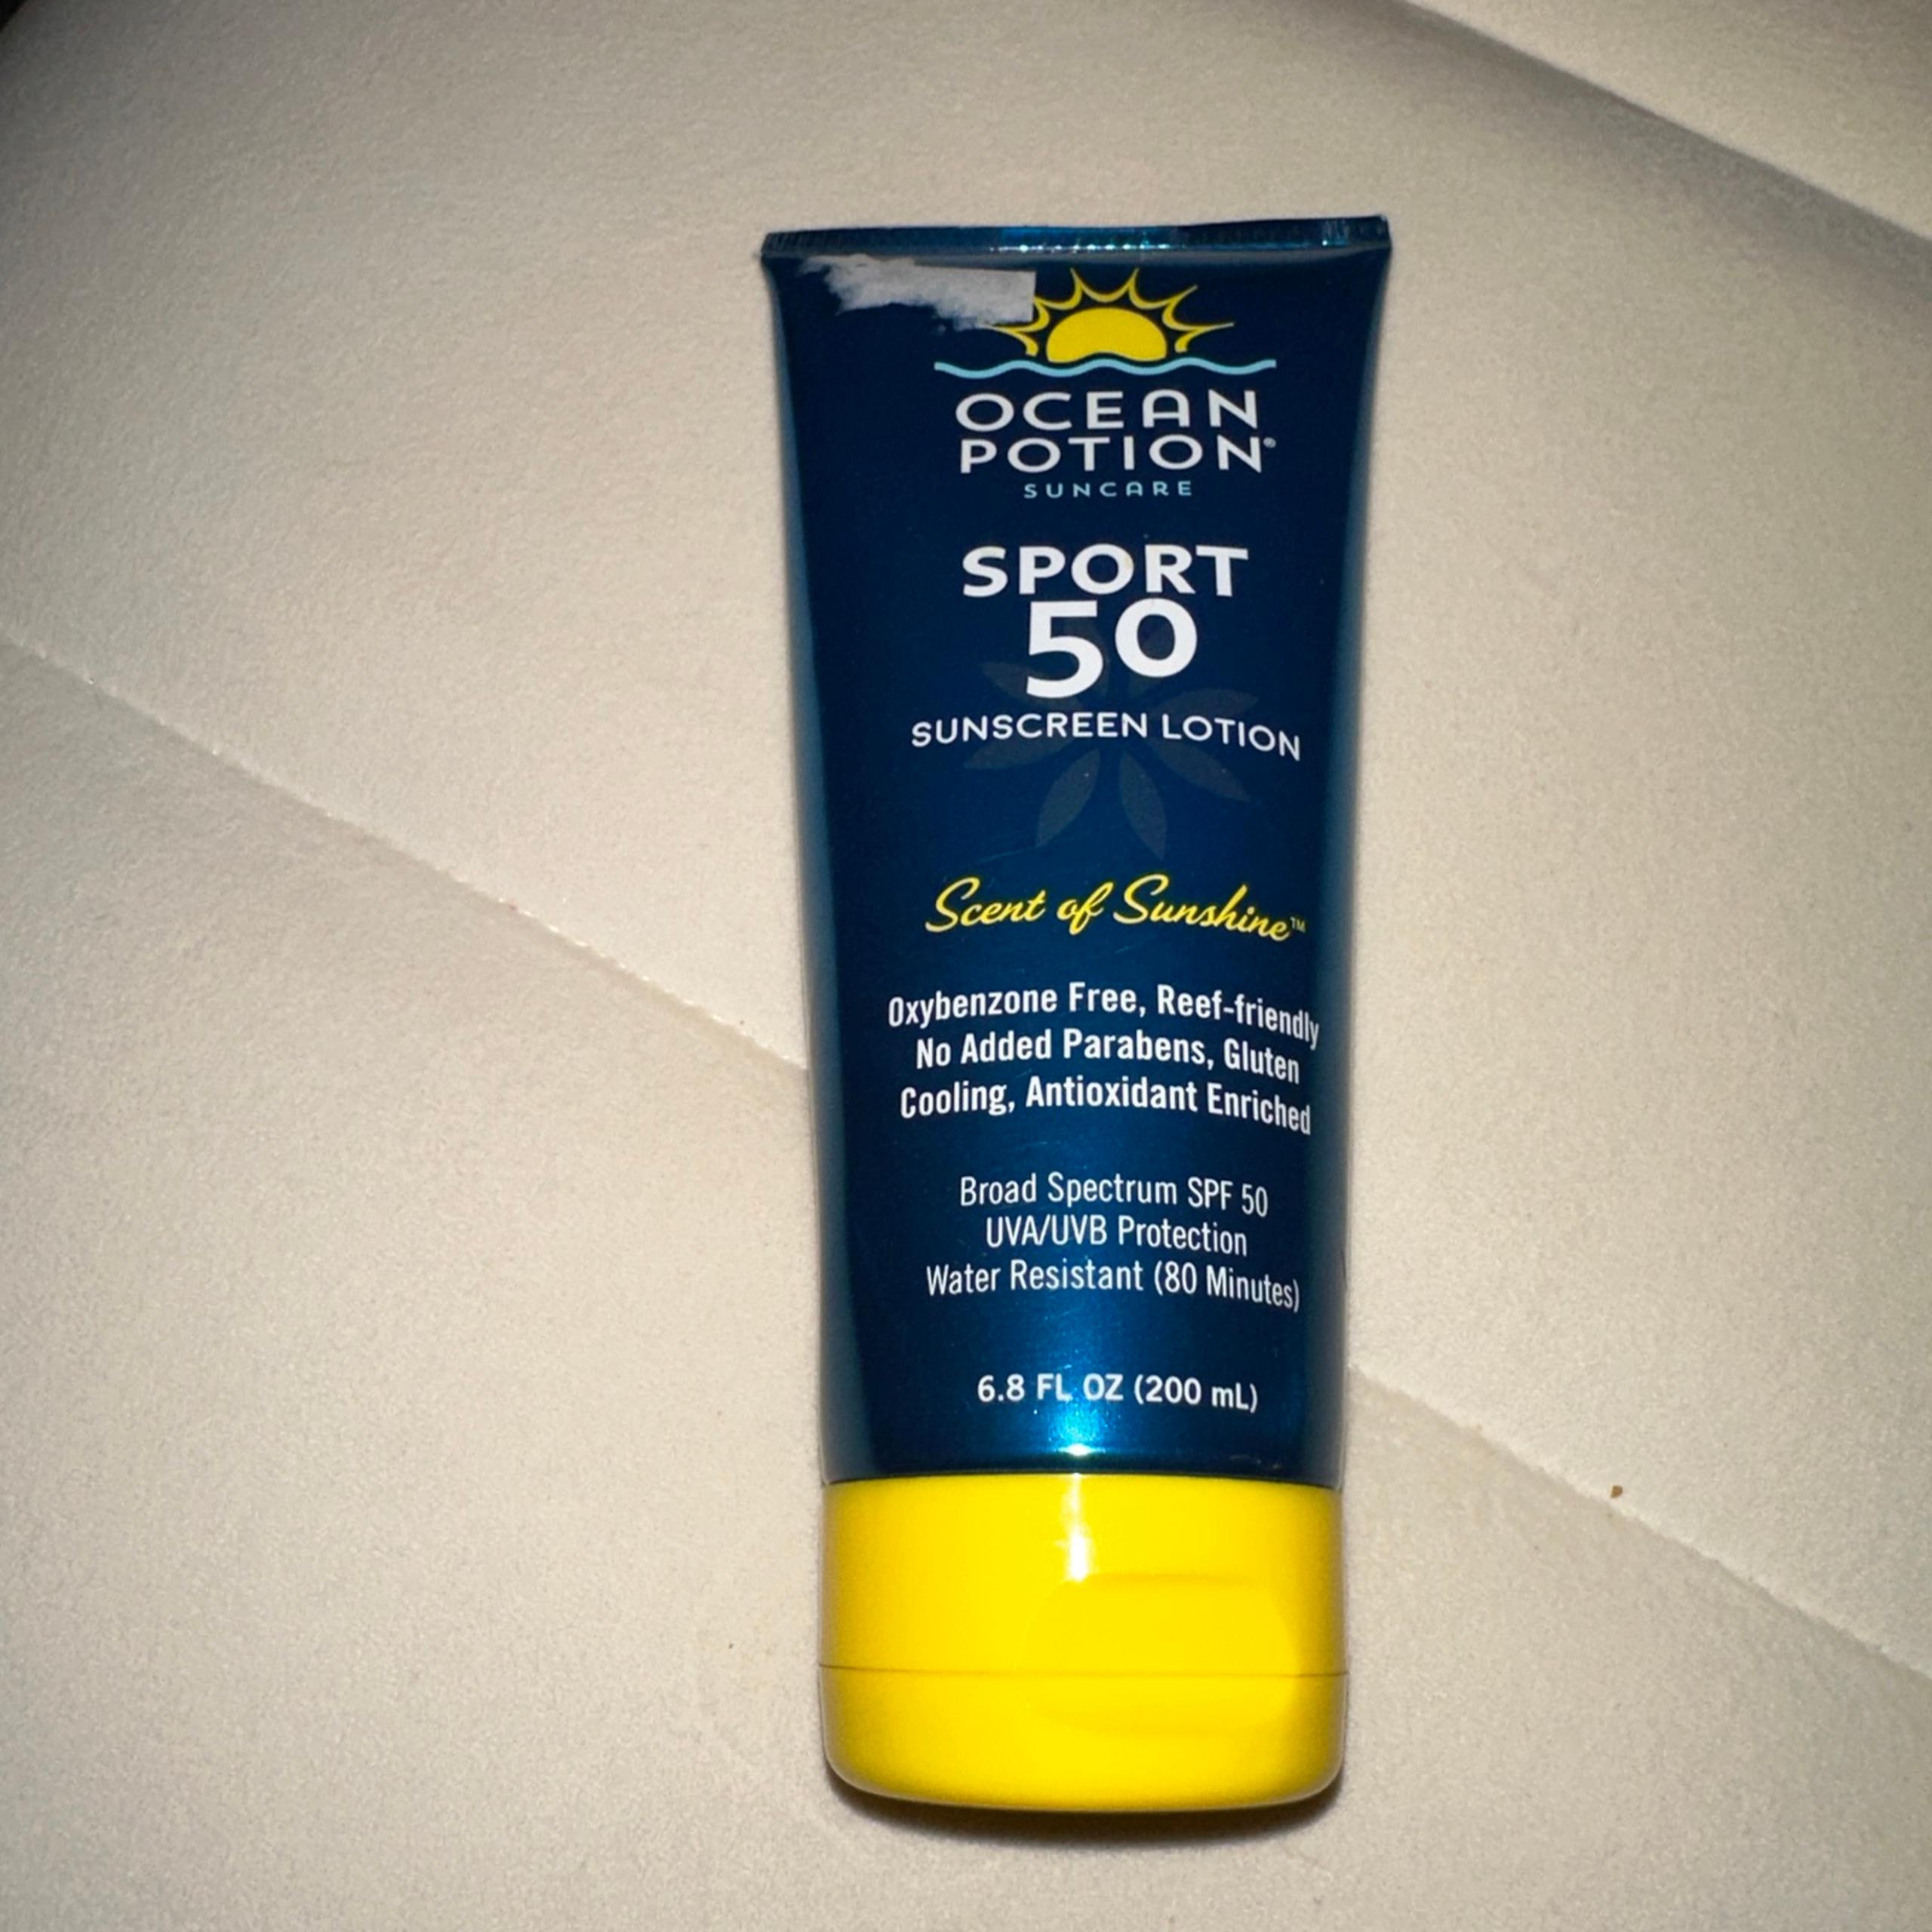 OCEAN
POTION®
SUNCARE
SPORT
50
SUNSCREEN LOTION
Scent of Sunshine™
Oxybenzone Free, Reef-friendly
No Added Parabens, Gluten
Cooling, Antioxidant Enriched
Broad Spectrum SPF 50
UVA/UVB Protection
Water Resistant (80 Minutes)
6.8 FL OZ (200 mL)